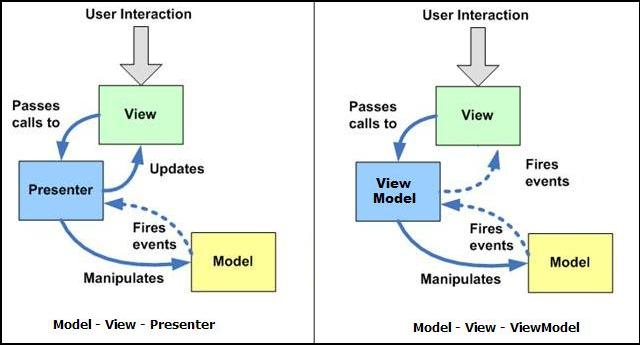 User Interaction
Passes
calls to
View
Presenter
Updates
Fires
events
Manipulates
Model
Model - View - Presenter
User Interaction
Passes
calls to
View
View
Model
Fires
events
Fires
events
Manipulates
Model
Model - View - ViewModel